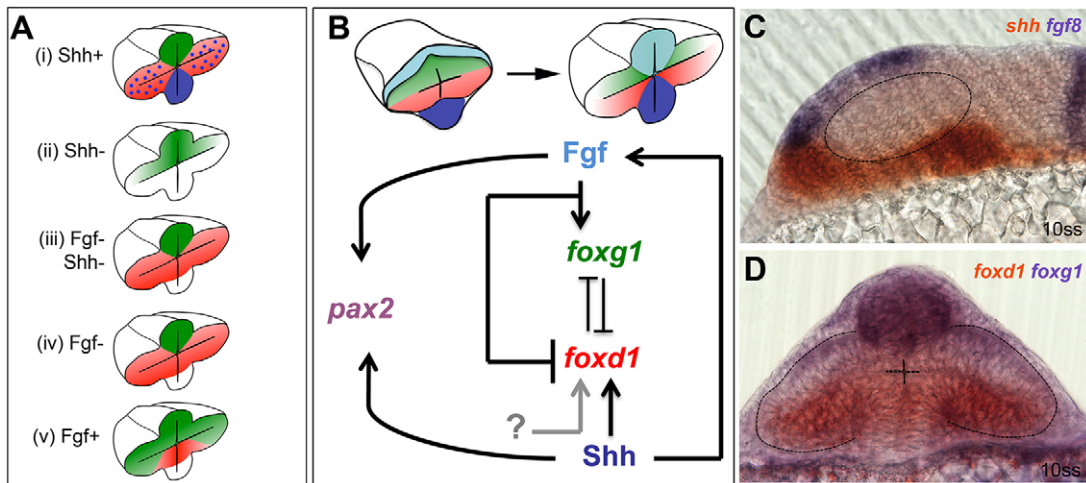 A
(i) Shh+
(ii) Shh-
(iii) Fgf-
Shh-
(iv) Fgf-
(v) Fgf+
B
Fgf
foxg1
pax2
foxd1
?
Shh
C
shh fgf8
10ss
D
foxd1 foxg1
10ss